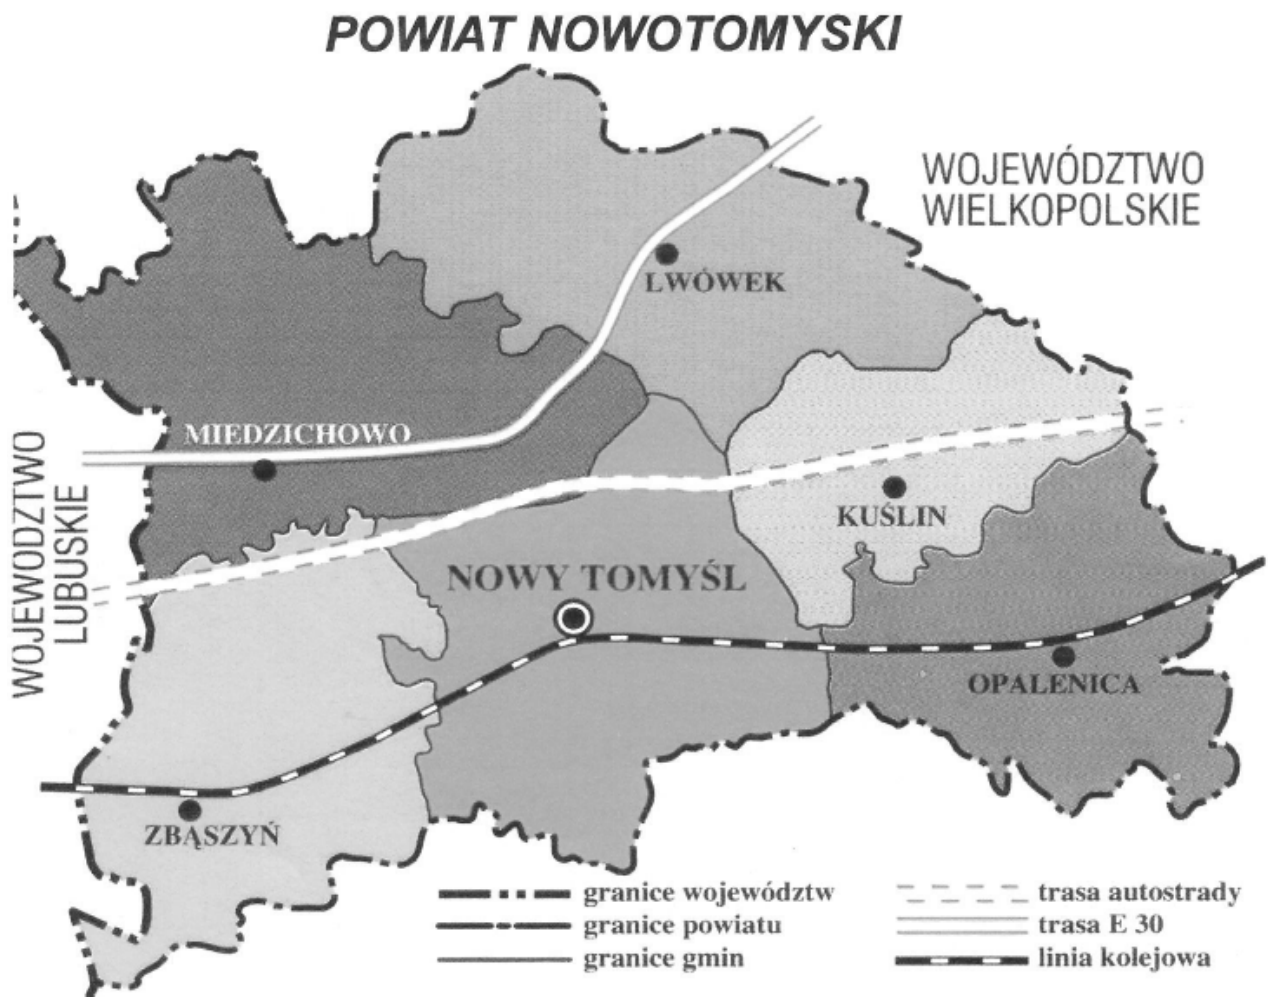 POWIAT NOWOTOMYSKI
WOJEWÓDZTWO
WIELKOPOLSKIE
LWÓWEK
MIEDZICHOWO
WOJEWODZTWO
LUBUSKIE
KUŚLIN
NOWY TOMYŚL
OPALENICA
ZBĄSZYŃ
granice województw
granice powiatu
granice gmin
trasa autostrady
trasa E 30
linia kolejowa